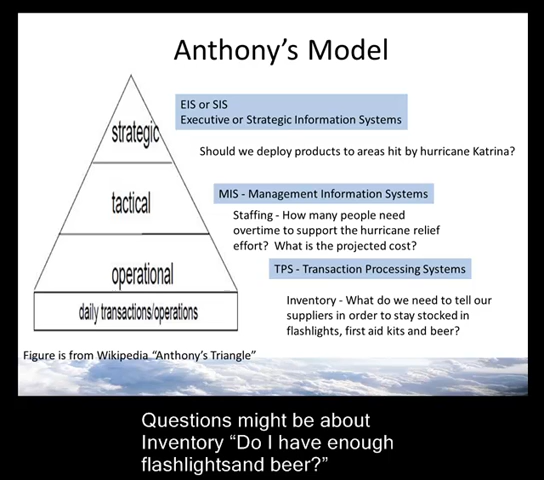 Anthony's Model
EIS or SIS
Executive or Strategic Information Systems
strategic
Should we deploy products to areas hit by hurricane Katrina?
MIS - Management Information Systems
tactical
Staffing - How many people need
overtime to support the hurricane relief
effort? What is the projected cost?
TPS - Transaction Processing Systems
operational
daily transactions/operations
Inventory - What do we need to tell our
suppliers in order to stay stocked in
flashlights, first aid kits and beer?
Figure is from Wikipedia “Anthony's Triangle”
Questions might be about
Inventory “Do I have enough
flashlightsand beer?”